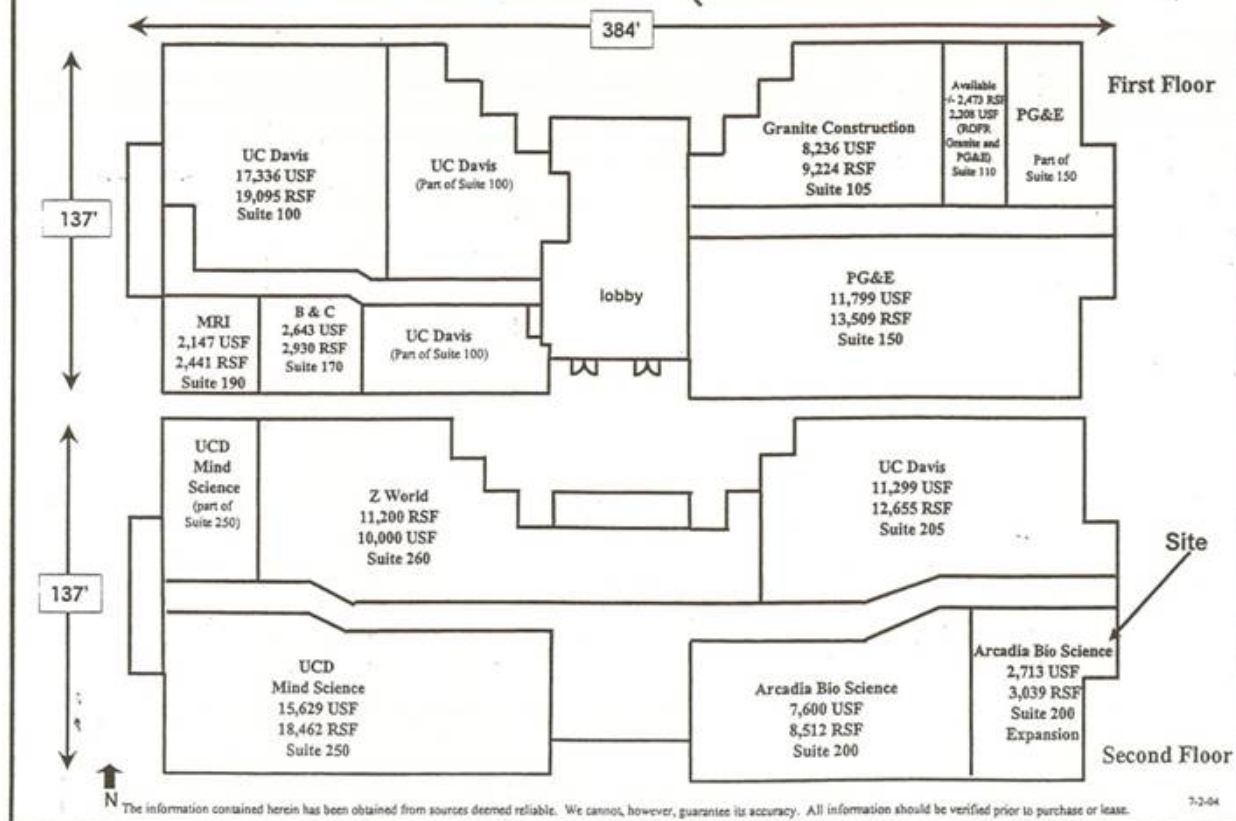 384'
First Floor
137'
UC Davis
17,336 USF
19,095 RSF
Suite 100
UC Davis
(Part of Suite 100)
lobby
Granite Construction
8,236 USF
9,224 RSF
Suite 105
Available
+/- 2,473 RSF
2,208 USF
(ROFR
Granite and
PG&E)
Suite 110
PG&E
Part of
Suite 150
MRI
2,147 USF
2,441 RSF
Suite 190
B & C
2,643 USF
2,930 RSF
Suite 170
UC Davis
(Part of Suite 100)
PG&E
11,799 USF
13,509 RSF
Suite 150
137'
UCD
Mind
Science
(part of
Suite 250)
Z World
11,200 RSF
10,000 USF
Suite 260
UC Davis
11,299 USF
12,655 RSF
Suite 205
Site
UCD
Mind Science
15,629 USF
18,462 RSF
Suite 250
Arcadia Bio Science
7,600 USF
8,512 RSF
Suite 200
Arcadia Bio Science
2,713 USF
3,039 RSF
Suite 200
Expansion
Second Floor
N
The information contained herein has been obtained from sources deemed reliable. We cannot, however, guarantee its accuracy. All information should be verified prior to purchase or lease.
7-2-04